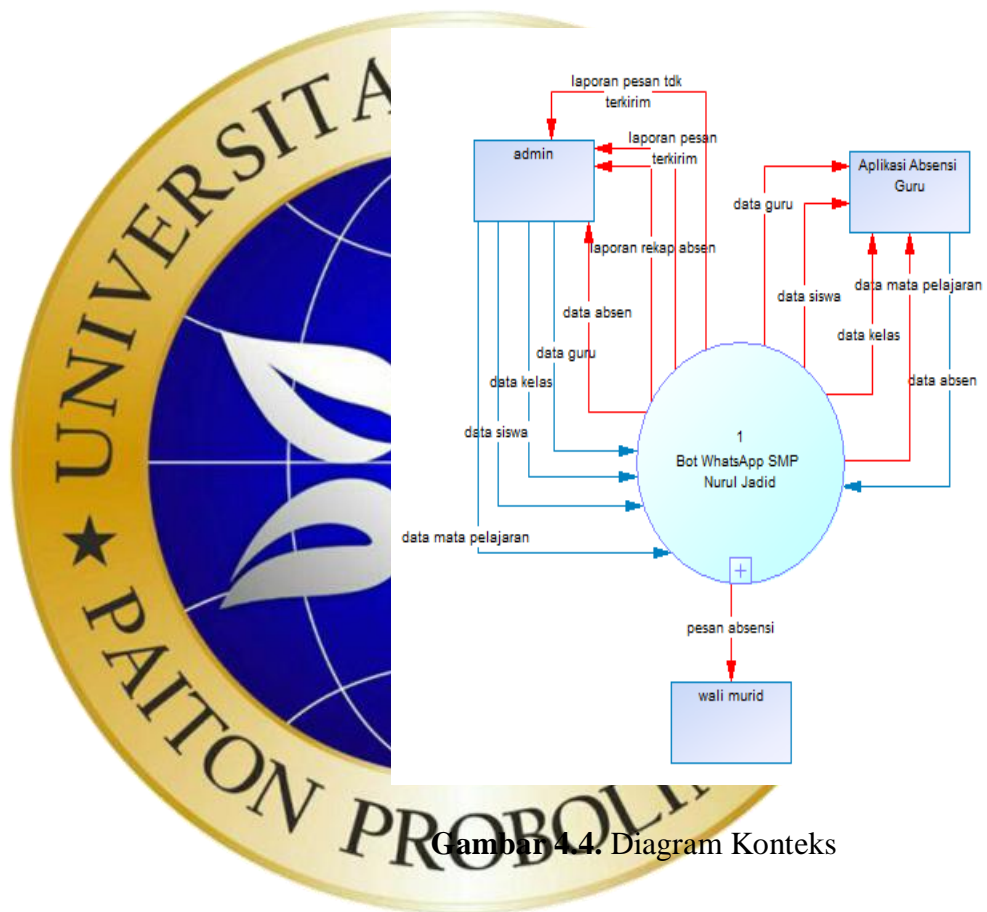 UNIVERSITA
★ PAITON PROBOLI
laporan pesan tdk
terkirim
admin
laporan pesan
terkirim
Aplikasi Absensi
Guru
data guru
laporan rekap absen
data mata pelajaran
data siswa
data absen
data kelas
data guru
data kelas
data absen
data siswa
1
Bot WhatsApp SMP
Nurul Jadid
data mata pelajaran
pesan absensi
wali murid
Gambar 4.4. Diagram Konteks